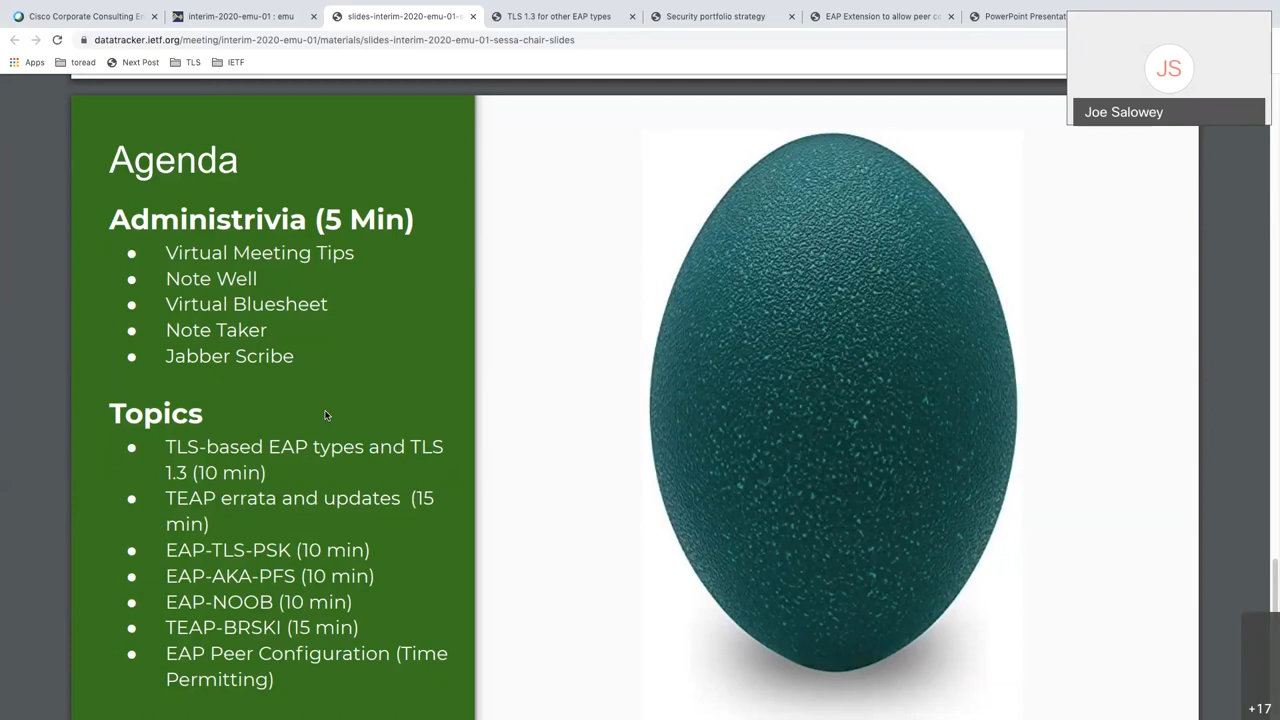 Cisco Corporate Consulting En
interim-2020-emu-01 : emu
slides-interim-2020-emu-01-s
TLS 1.3 for other EAP types
Security portfolio strategy
EAP Extension to allow peer co
PowerPoint Presentat
datatracker.ietf.org/meeting/interim-2020-emu-01/materials/slides-interim-2020-emu-01-sessa-chair-slides
Apps
toread
Next Post
TLS
IETF
JS
Joe Salowey
Agenda
Administrivia (5 Min)
● Virtual Meeting Tips
● Note Well
● Virtual Bluesheet
● Note Taker
● Jabber Scribe
Topics
● TLS-based EAP types and TLS
1.3 (10 min)
● TEAP errata and updates (15
min)
● EAP-TLS-PSK (10 min)
● EAP-AKA-PFS (10 min)
● EAP-NOOB (10 min)
● TEAP-BRSKI (15 min)
● EAP Peer Configuration (Time
Permitting)
+17